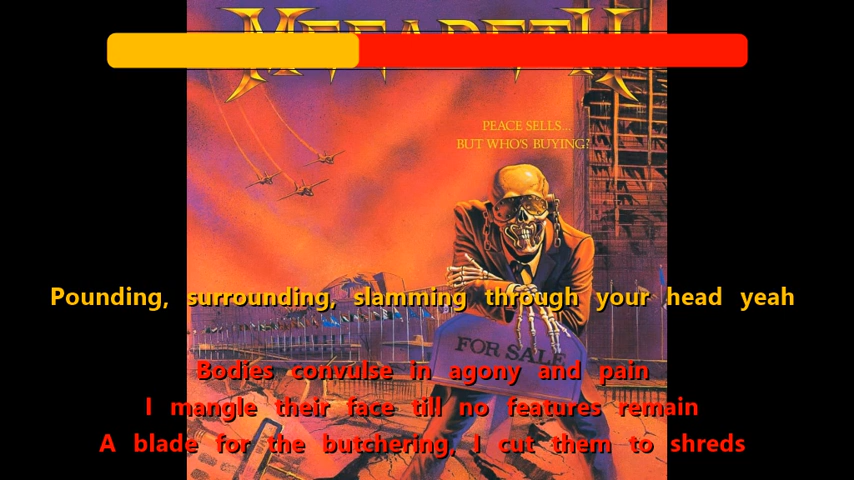 MEGADETH
PEACE SELLS...
BUT WHO'S BUYING?
Pounding, surrounding, slamming through your head yeah
FOR SALE
Bodies convulse in agony and pain
I mangle their face till no features remain
A blade for the butchering, I cut them to shreds